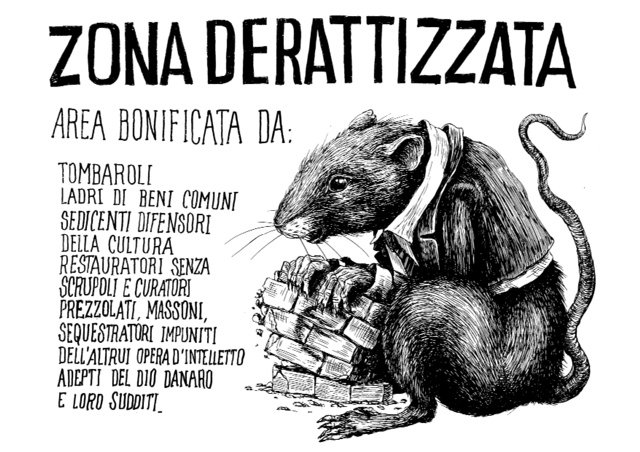 ZONA DERATTIZZATA
AREA BONIFICATA DA:
TOMBAROLI
LADRI DI BENI COMUNI
SEDICENTI DIFENSORI
DELLA CULTURA
RESTAURATORI SENZA
SCRUPOLI E CURATORI
PREZZOLATI, MASSONI,
SEQUESTRATORI IMPUNITI
DELL'ALTRUI OPERA D'INTELLETTO
ADEPTI DEL DIO DANARO
E LORO SUDDITI_